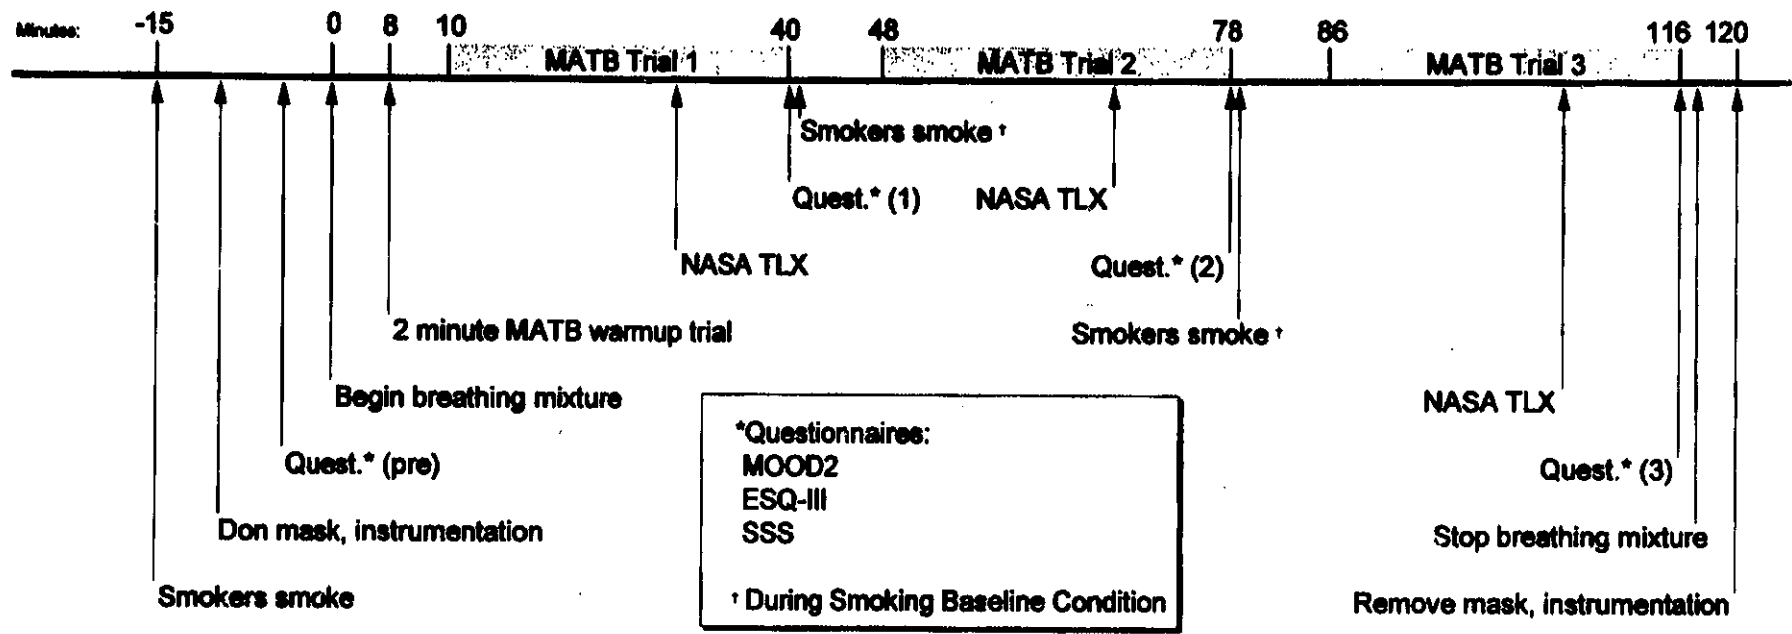 Minutes: -15 0 8 10 40 48 78 86 116 120
MATB Trial 1 MATB Trial 2 MATB Trial 3
Smokers smoke †
Quest.* (1) NASA TLX
NASA TLX Quest.* (2)
2 minute MATB warmup trial Smokers smoke †
Begin breathing mixture NASA TLX
*Questionnaires:
MOOD2
ESQ-III
SSS
† During Smoking Baseline Condition
Quest.* (pre) Quest.* (3)
Don mask, instrumentation Stop breathing mixture
Smokers smoke Remove mask, instrumentation